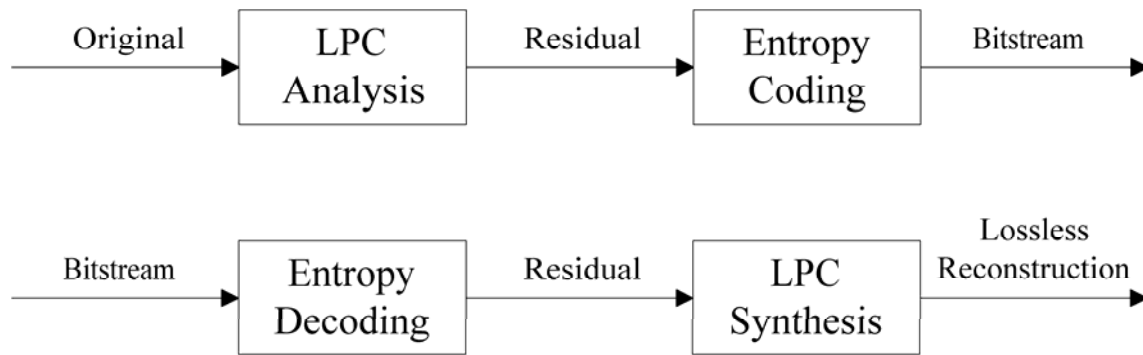 Original
LPC
Analysis
Residual
Entropy
Coding
Bitstream
Bitstream
Entropy
Decoding
Residual
LPC
Synthesis
Lossless
Reconstruction